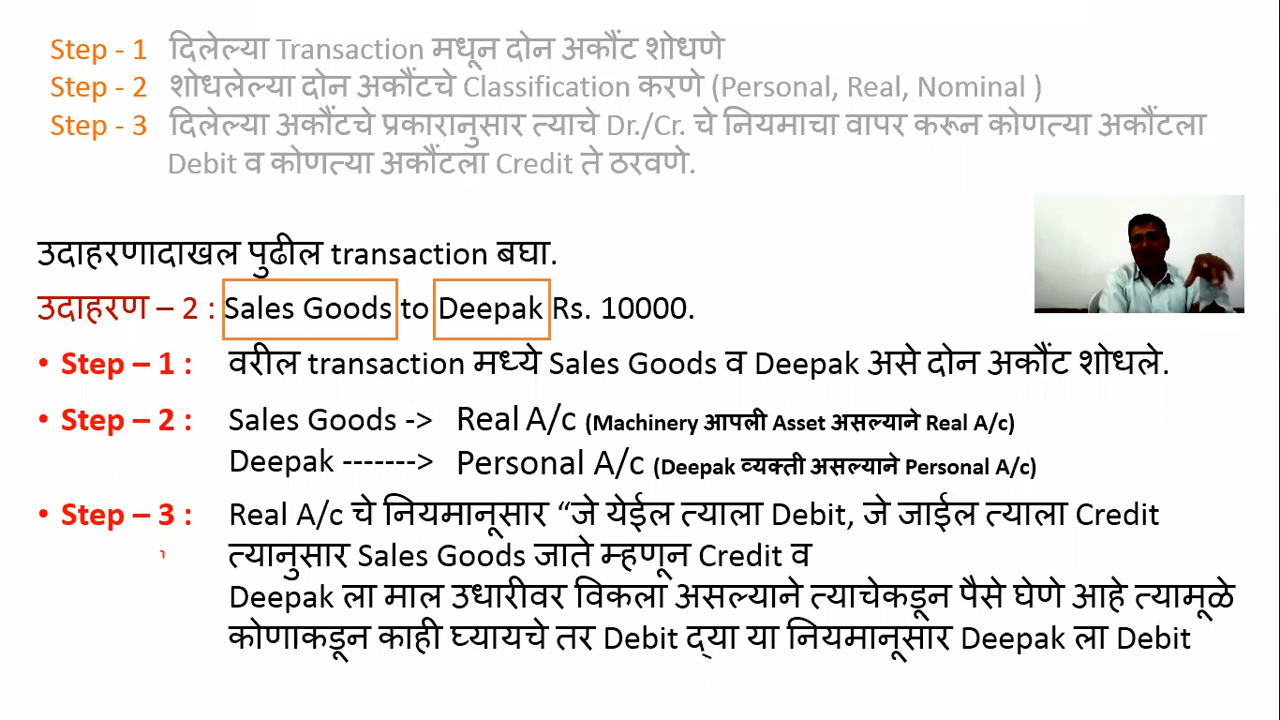 Step - 1 दिलेल्या Transaction मधून दोन अकौंट शोधणे
Step - 2 शोधलेल्या दोन अकौंटचे Classification करणे (Personal, Real, Nominal )
Step - 3 दिलेल्या अकौंटचे प्रकारानुसार त्याचे Dr./Cr. चे नियमाचा वापर करून कोणत्या अकौंटला
Debit व कोणत्या अकौंटला Credit ते ठरवणे.
उदाहरणादाखल पुढील transaction बघा.
उदाहरण – 2 : Sales Goods to Deepak Rs. 10000.
• Step – 1 : वरील transaction मध्ये Sales Goods व Deepak असे दोन अकौंट शोधले.
• Step – 2 : Sales Goods -> Real A/c (Machinery आपली Asset असल्याने Real A/c)
Deepak -------> Personal A/c (Deepak व्यक्ती असल्याने Personal A/c)
• Step – 3 : Real A/c चे नियमानूसार “जे येईल त्याला Debit, जे जाईल त्याला Credit
त्यानुसार Sales Goods जाते म्हणून Credit व
Deepak ला माल उधारीवर विकला असल्याने त्याचेकडून पैसे घेणे आहे त्यामूळे
कोणाकडून काही घ्यायचे तर Debit द्या या नियमानूसार Deepak ला Debit